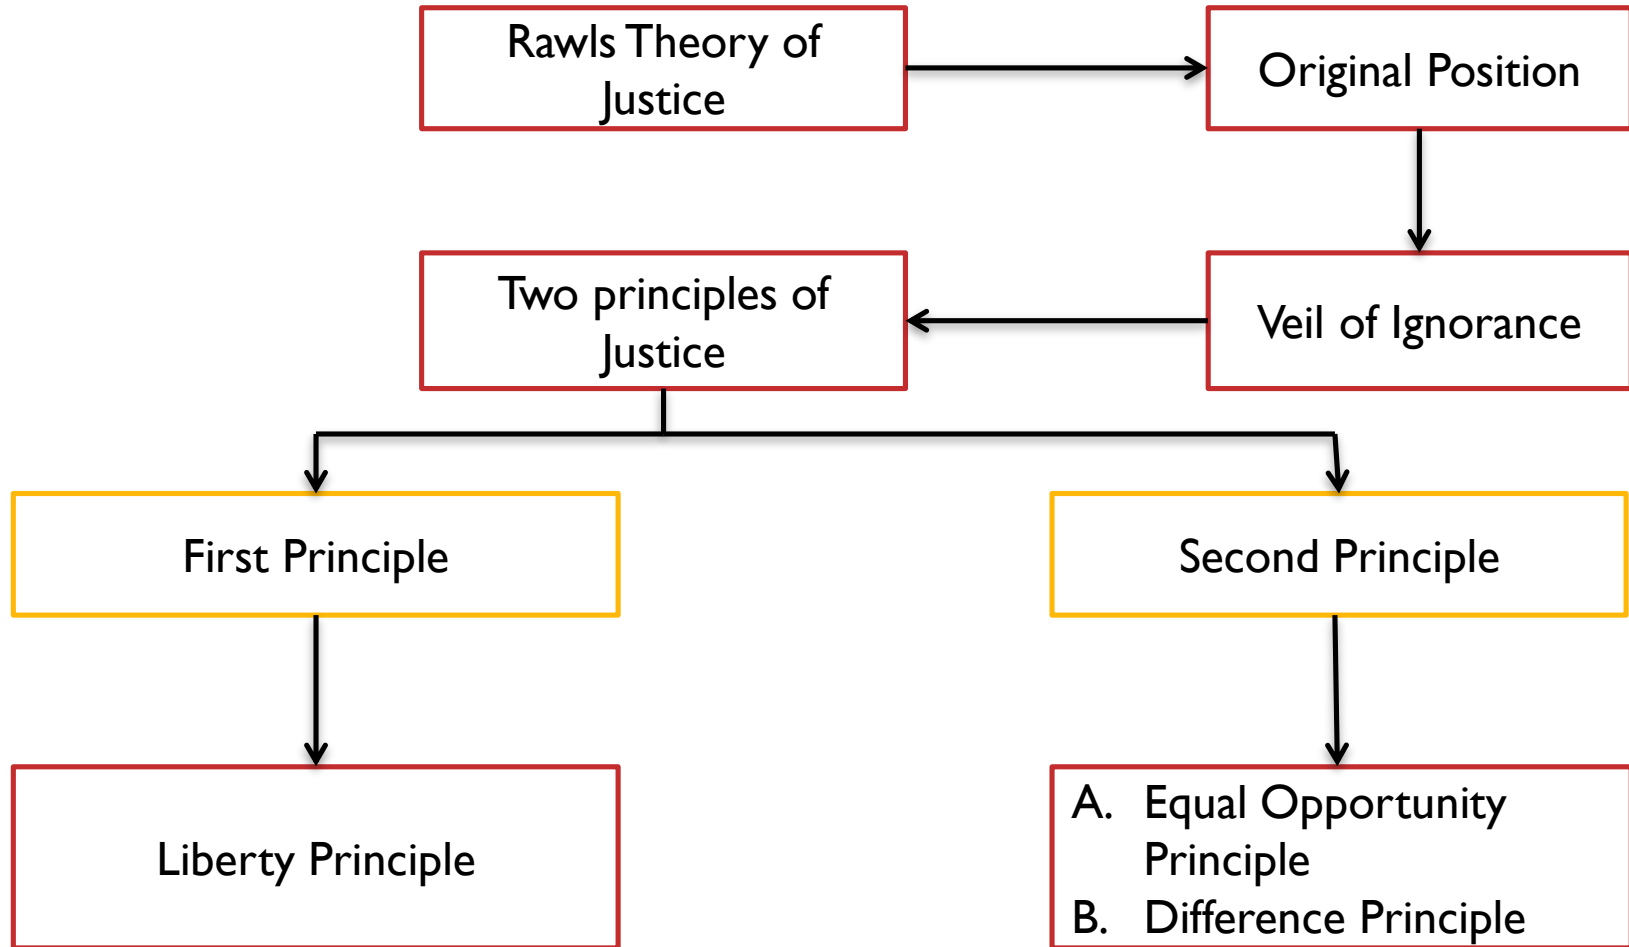 Rawls Theory of
Justice
Original Position
Two principles of
Justice
Veil of Ignorance
First Principle
Second Principle
Liberty Principle
A. Equal Opportunity
Principle
B. Difference Principle